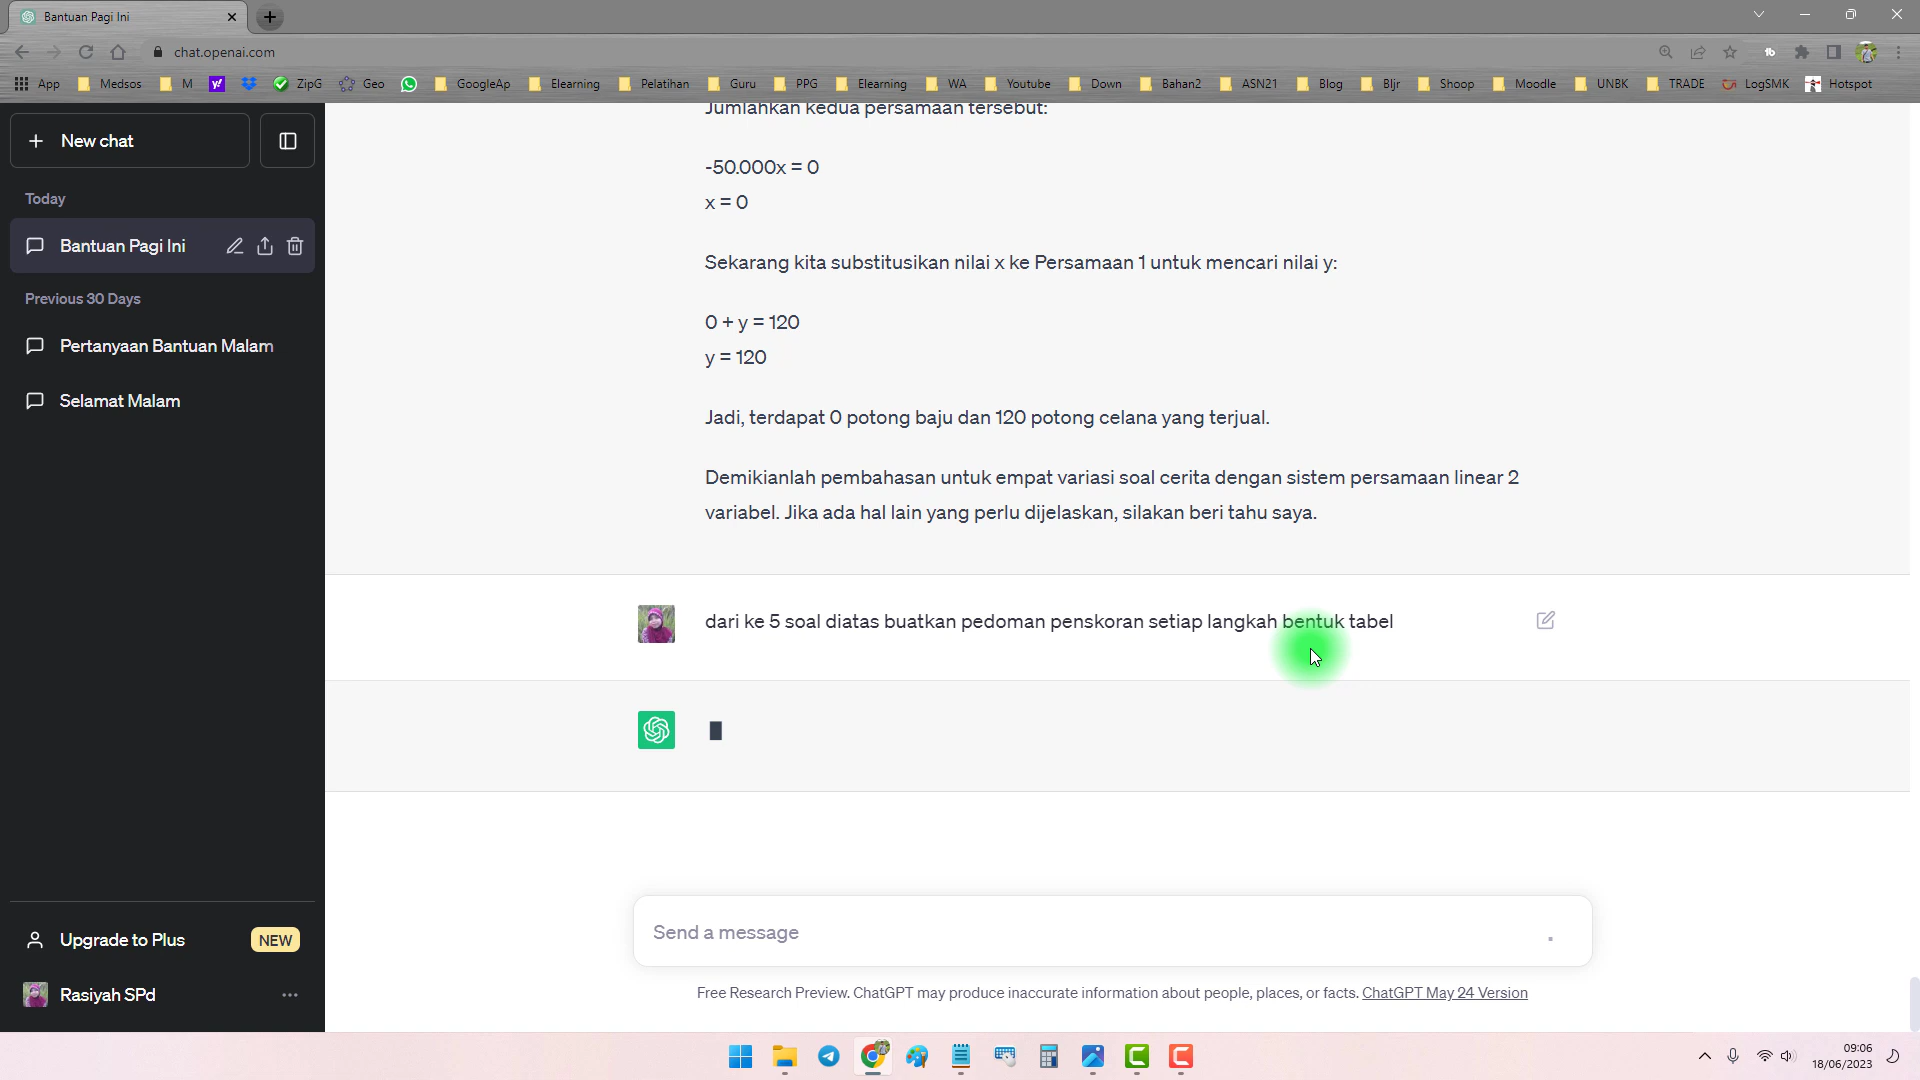 Bantuan Pagi Ini
chat.openai.com
App Medsos M ZipG Geo GoogleAp Elearning Pelatihan Guru PPG Elearning WA Youtube Down Bahan2 ASN21 Blog Bljr Shoop Moodle UNBK TRADE LogSMK Hotspot
New chat
Today
Bantuan Pagi Ini
Previous 30 Days
Pertanyaan Bantuan Malam
Selamat Malam
Upgrade to Plus NEW
Rasiyah SPd
Jumlahkan kedua persamaan tersebut:
-50.000x = 0
x = 0
Sekarang kita substitusikan nilai x ke Persamaan 1 untuk mencari nilai y:
0 + y = 120
y = 120
Jadi, terdapat 0 potong baju dan 120 potong celana yang terjual.
Demikianlah pembahasan untuk empat variasi soal cerita dengan sistem persamaan linear 2
variabel. Jika ada hal lain yang perlu dijelaskan, silakan beri tahu saya.
dari ke 5 soal diatas buatkan pedoman penskoran setiap langkah bentuk tabel
Send a message
Free Research Preview. ChatGPT may produce inaccurate information about people, places, or facts. ChatGPT May 24 Version
09:06
18/06/2023